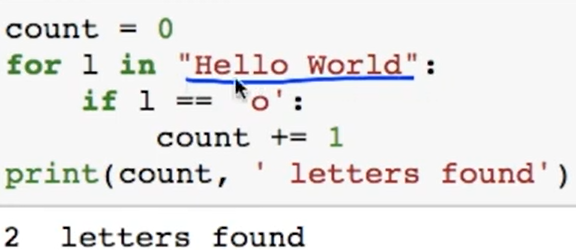 count = 0
for l in "Hello World":
if l == 'o':
count += 1
print(count, ' letters found')
2  letters found